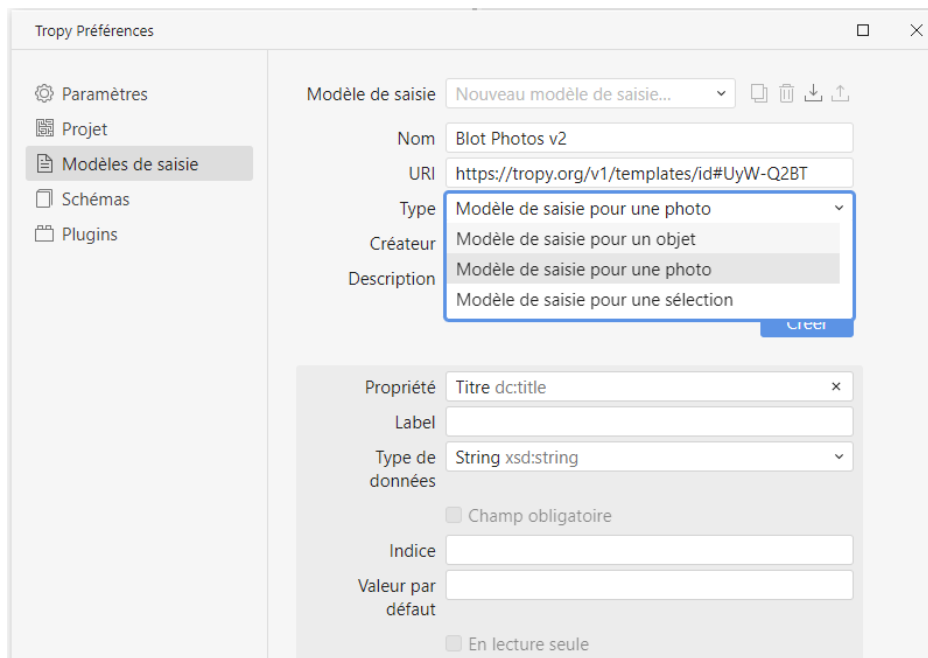 Tropy Préférences
Paramètres
Projet
Modèles de saisie
Schémas
Plugins
Modèle de saisie Nouveau modèle de saisie...
Nom Blot Photos v2
URI https://tropy.org/v1/templates/id#UyW-Q2BT
Type Modèle de saisie pour une photo
Créateur Modèle de saisie pour un objet
Modèle de saisie pour une photo
Description
Modèle de saisie pour une sélection
Créer
Propriété Titre dc:title
Label
Type de données String xsd:string
Champ obligatoire
Indice
Valeur par défaut
En lecture seule